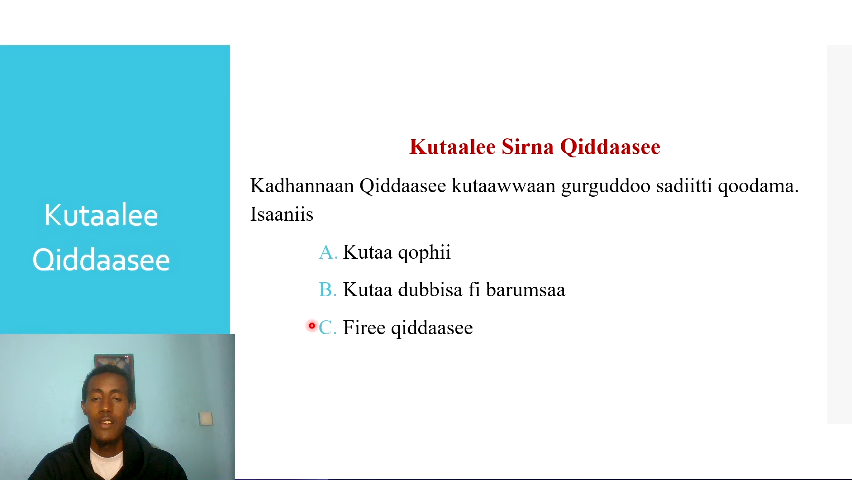 Kutaalee
Qiddaasee
Kutaalee Sirna Qiddaasee
Kadhannaan Qiddaasee kutaawwaan gurguddoo sadiitti qoodama.
Isaaniis
A. Kutaa qophii
B. Kutaa dubbisa fi barumsaa
C. Firee qiddaasee